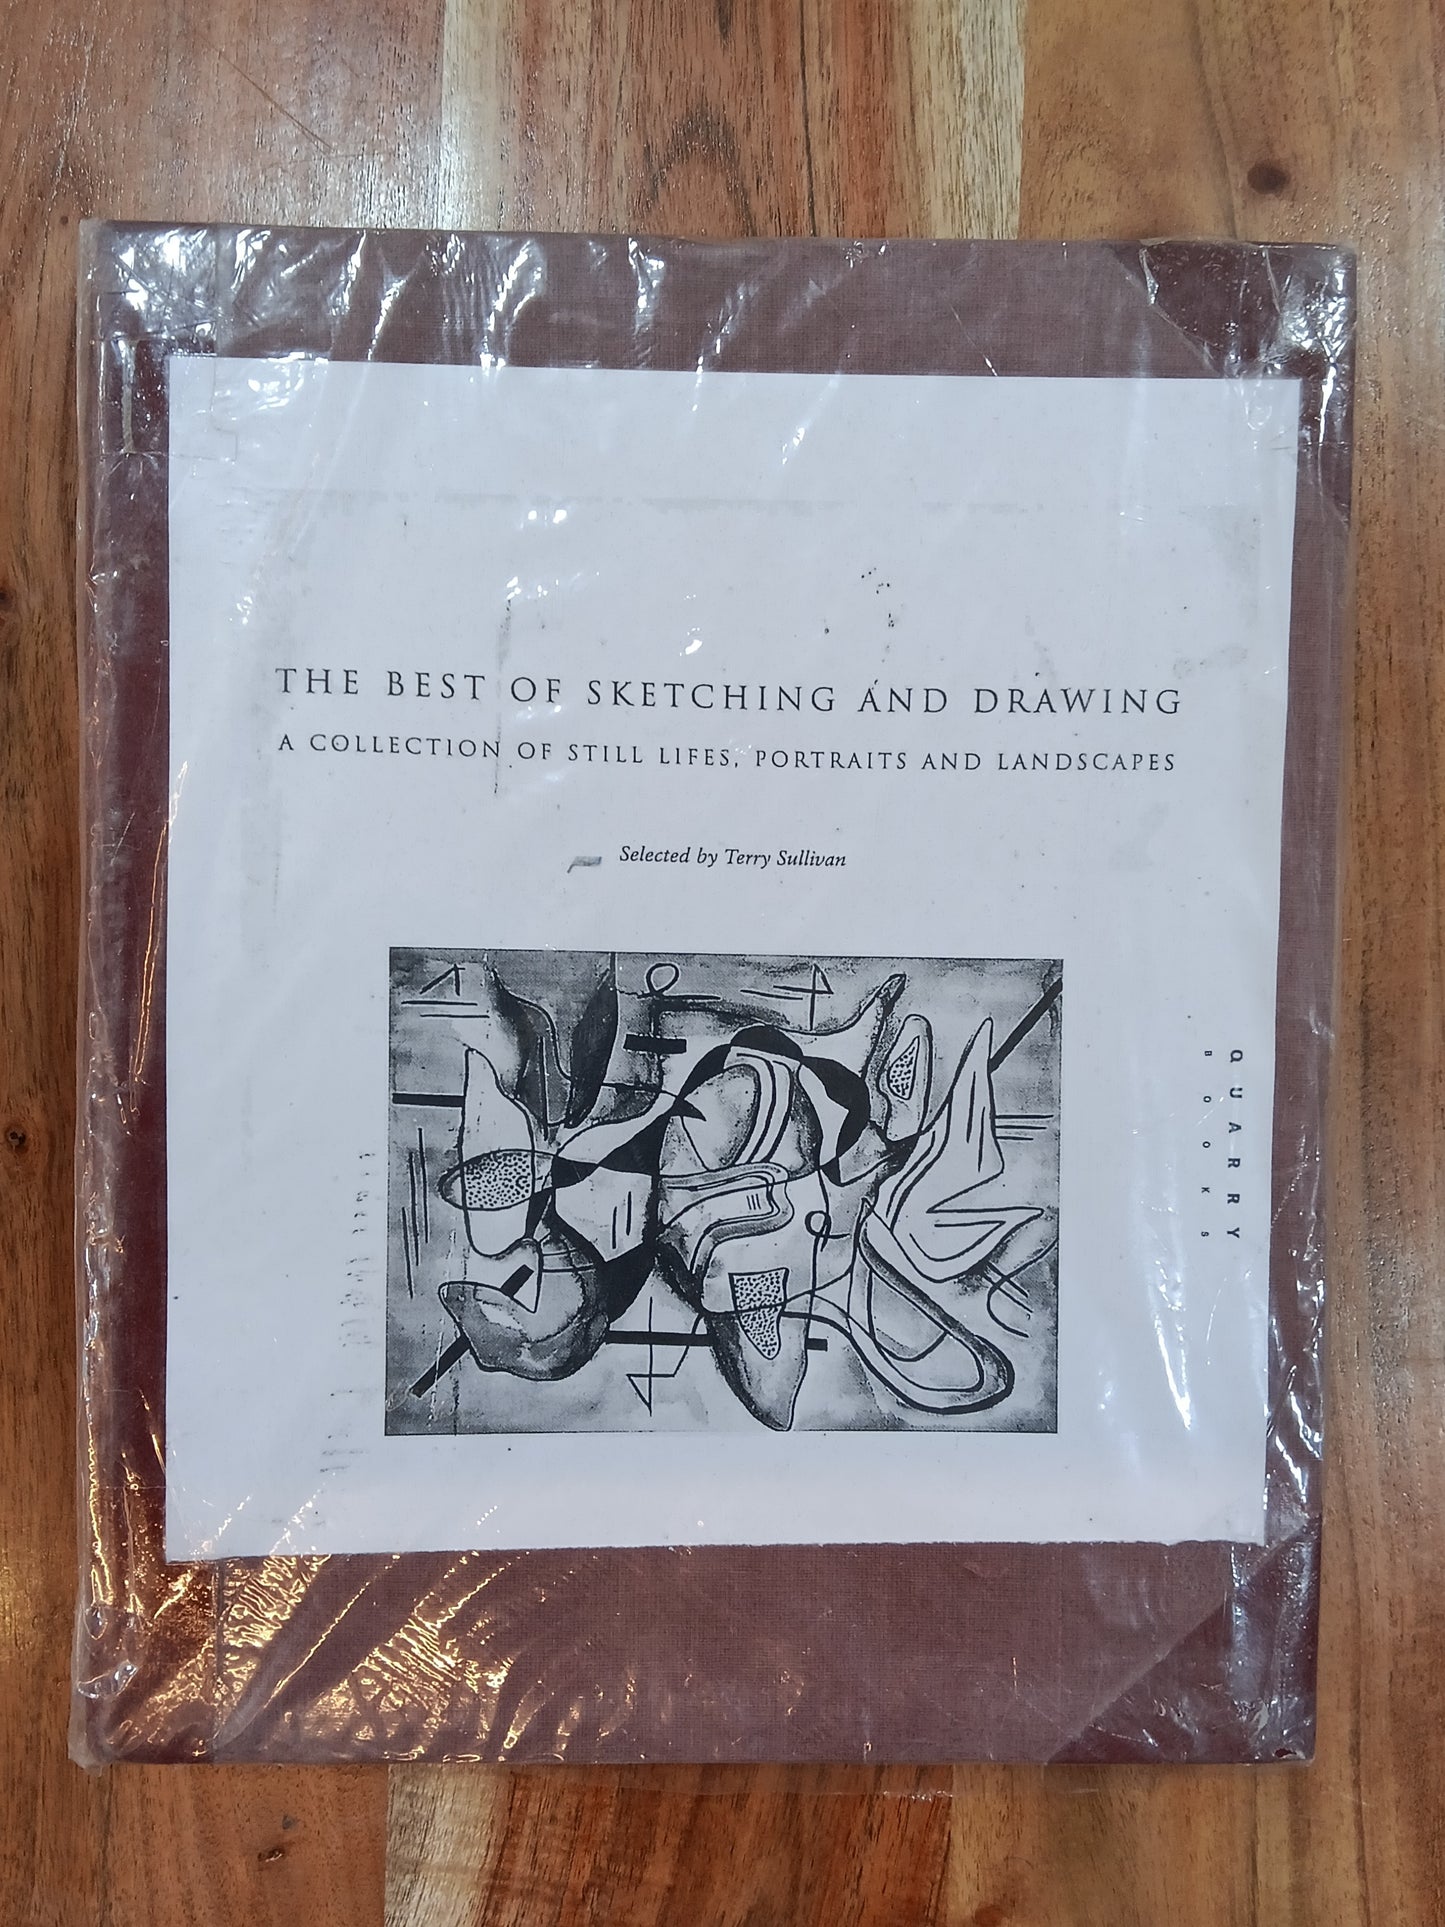 THE BEST OF SKETCHING AND DRAWING
A COLLECTION OF STILL LIFES, PORTRAITS AND LANDSCAPES
Selected by Terry Sullivan
QUARRY
BOOKS